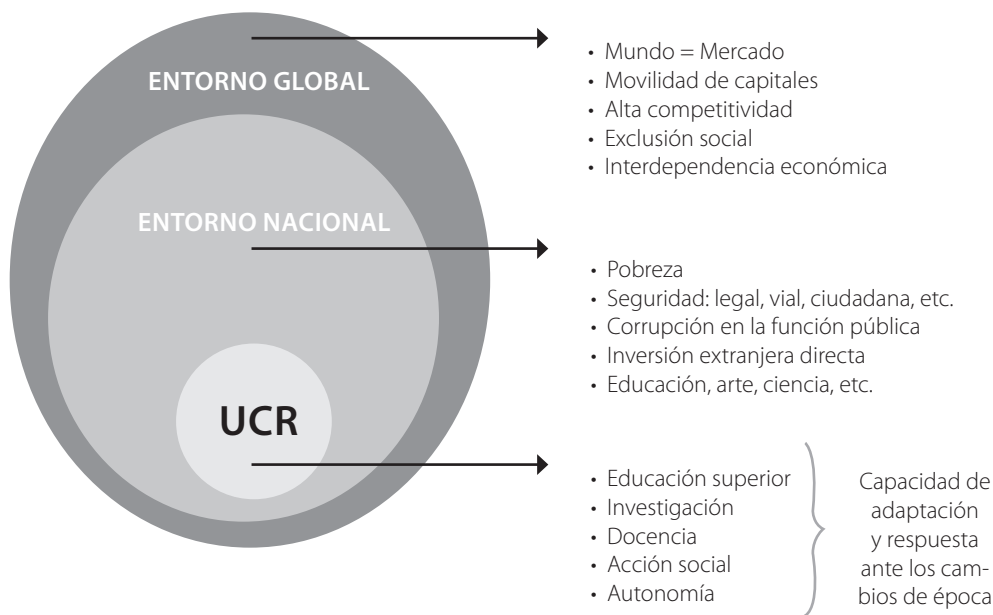 ENTORNO GLOBAL
• Mundo = Mercado
• Movilidad de capitales
• Alta competitividad
• Exclusión social
• Interdependencia económica
ENTORNO NACIONAL
• Pobreza
• Seguridad: legal, vial, ciudadana, etc.
• Corrupción en la función pública
• Inversión extranjera directa
• Educación, arte, ciencia, etc.
UCR
• Educación superior
• Investigación
• Docencia
• Acción social
• Autonomía
Capacidad de
adaptación
y respuesta
ante los cam-
bios de época